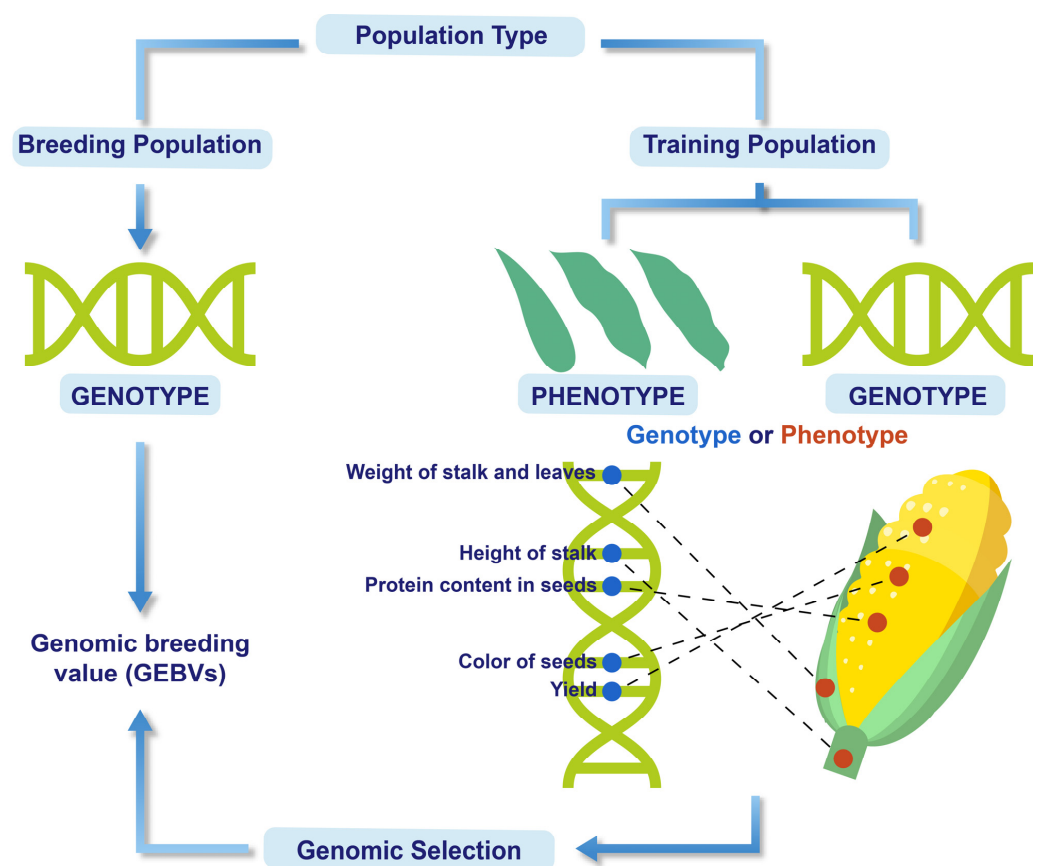 Population Type
Breeding Population
Training Population
GENOTYPE
PHENOTYPE
GENOTYPE
Genotype or Phenotype
Weight of stalk and leaves
Height of stalk
Protein content in seeds
Color of seeds
Yield
Genomic breeding
value (GEBVs)
Genomic Selection